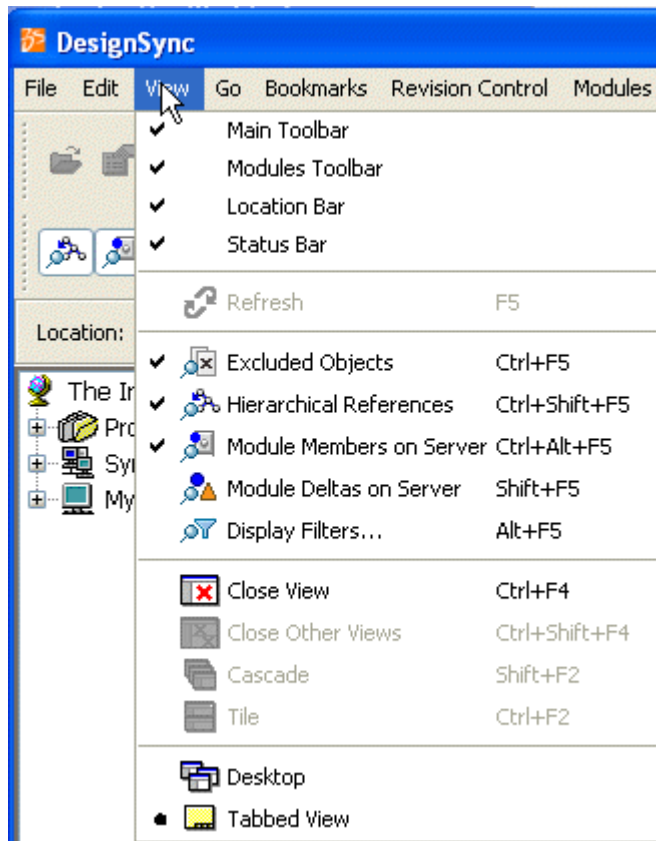 DesignSync
File Edit View Go Bookmarks Revision Control Modules
Main Toolbar
Modules Toolbar
Location Bar
Status Bar
Refresh F5
Location:
Excluded Objects Ctrl+F5
The
Hierarchical References Ctrl+Shift+F5
Module Members on Server Ctrl+Alt+F5
Module Deltas on Server Shift+F5
My
Display Filters... Alt+F5
Close View Ctrl+F4
Close Other Views Ctrl+Shift+F4
Cascade Shift+F2
Tile Ctrl+F2
Desktop
Tabbed View